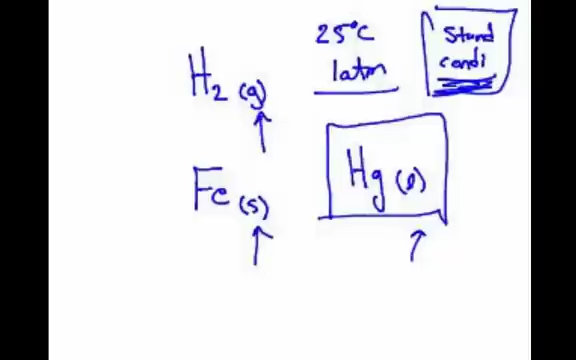 25°C
1atm
Stand
condi
H₂ (g)
Fe (s)
Hg (l)